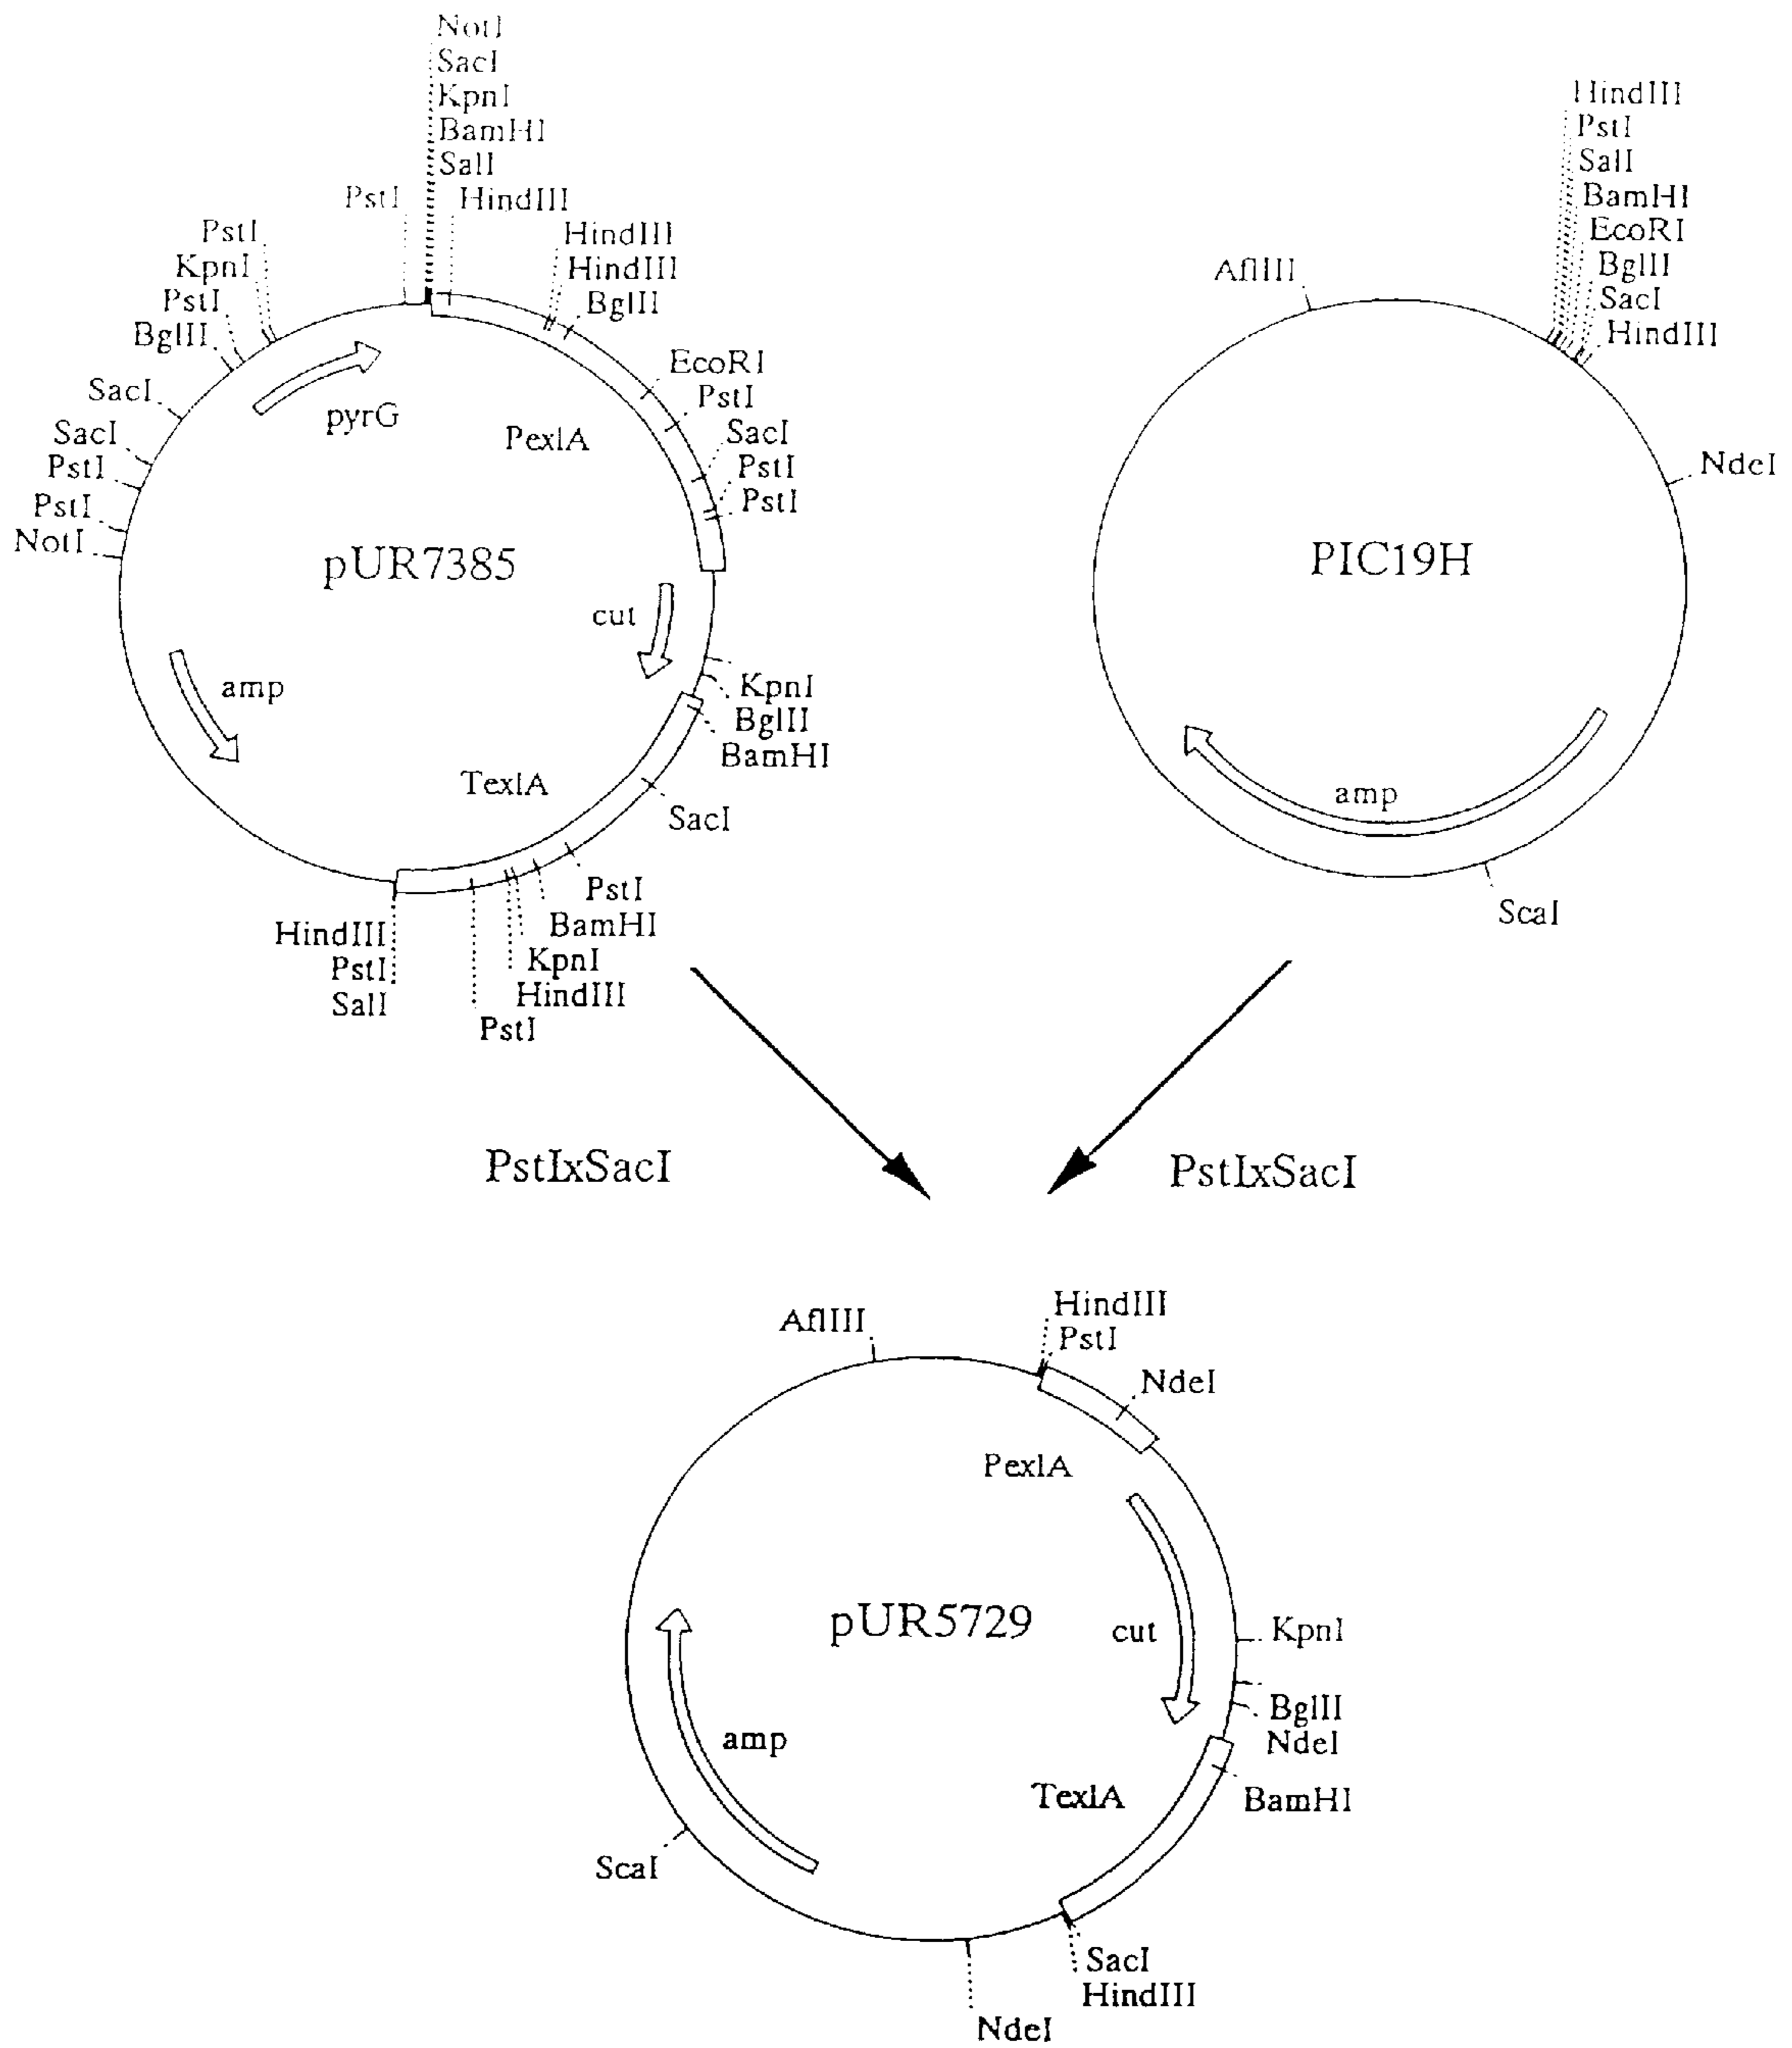 NotI
SacI
KpnI
BamHI
SalI
PstI
HindIII
PstI
HindIII
KpnI
HindIII
PstI
BglII
BglII
EcoRI
SacI
PstI
pyrG
PexlA
SacI
SacI
PstI
PstI
PstI
PstI
NotI
pUR7385
cut
amp
KpnI
BglII
BamHI
TexlA
SacI
PstI
BamHI
HindIII
KpnI
PstI
HindIII
SalI
PstI
HindIII
PstI
SalI
BamHI
EcoRI
AflIII
BglII
SacI
HindIII
NdeI
PIC19H
amp
ScaI
PstIxSacI
PstIxSacI
HindIII
AflIII
PstI
NdeI
PexlA
pUR5729
cut
KpnI
BglII
amp
NdeI
TexlA
BamHI
ScaI
SacI
HindIII
NdeI